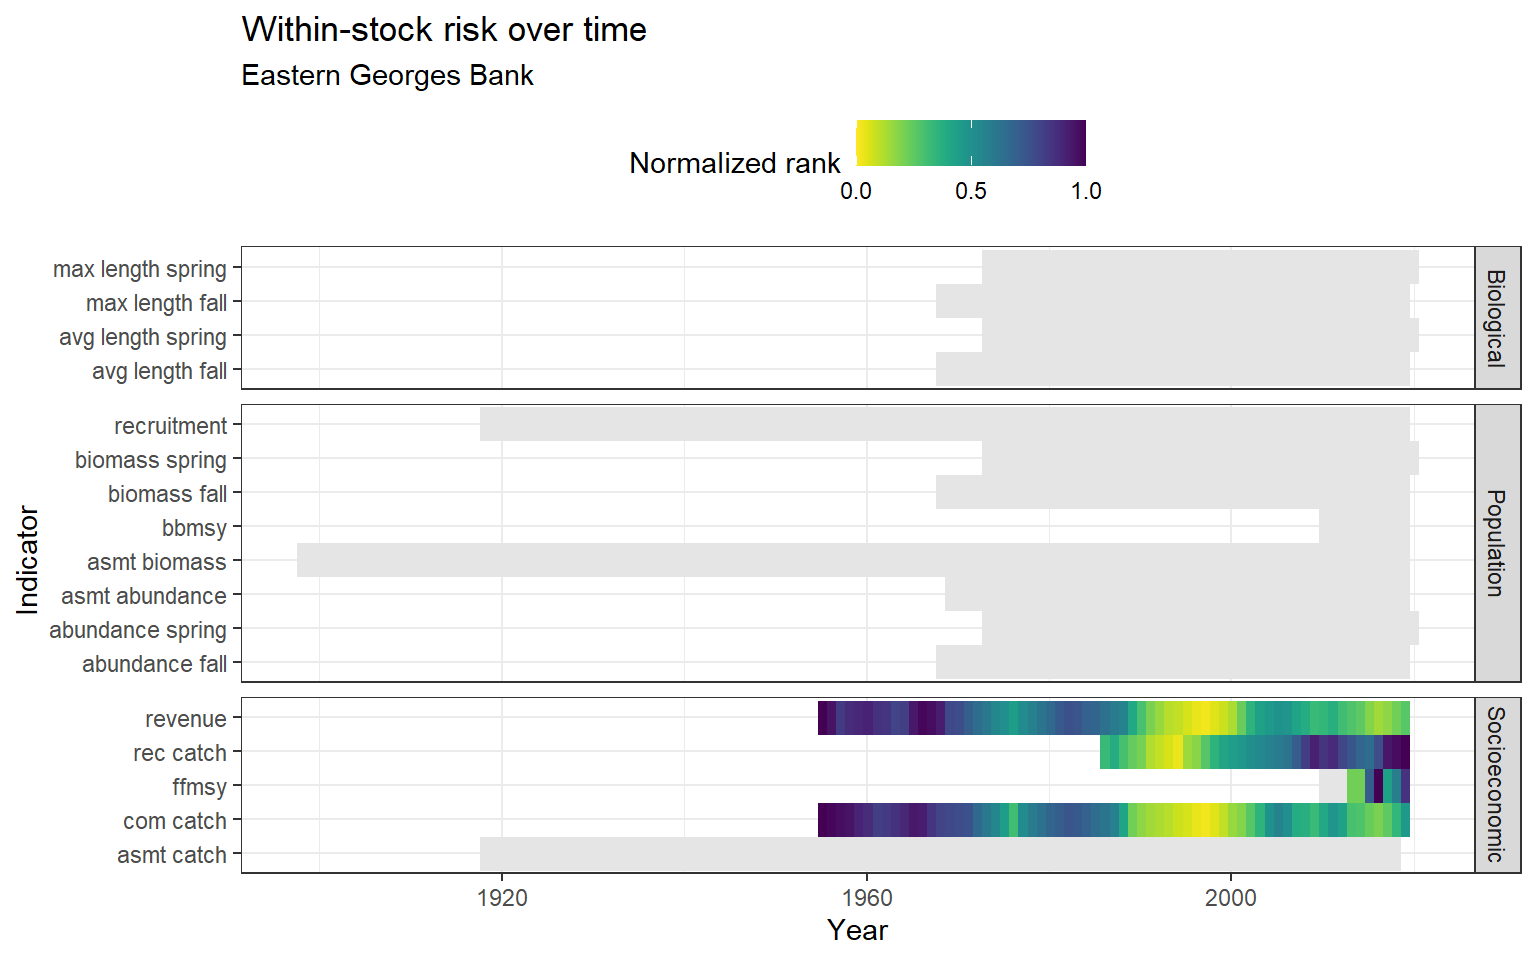 Within-stock risk over time
Eastern Georges Bank
Normalized rank
0.0 0.5 1.0
max length spring
max length fall
avg length spring
avg length fall
Biological
recruitment
biomass spring
biomass fall
bbmsy
asmt biomass
asmt abundance
abundance spring
abundance fall
Population
revenue
rec catch
ffmsy
com catch
asmt catch
Socioeconomic
Indicator
1920 1960 2000
Year